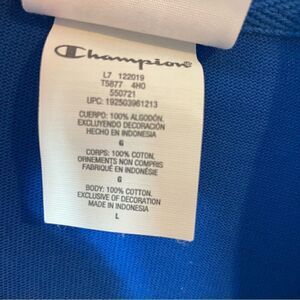 Champion
L7 122019
T5877 4H0
550721
UPC: 192503961213
CUERPO: 100% ALGODÓN.
EXCLUYENDO DECORACIÓN
HECHO EN INDONESIA
G
CORPS: 100% COTON.
ORNEMENTS NON COMPRIS
FABRIQUÉ EN INDONÉSIE
G
BODY: 100% COTTON.
EXCLUSIVE OF DECORATION
MADE IN INDONESIA
L